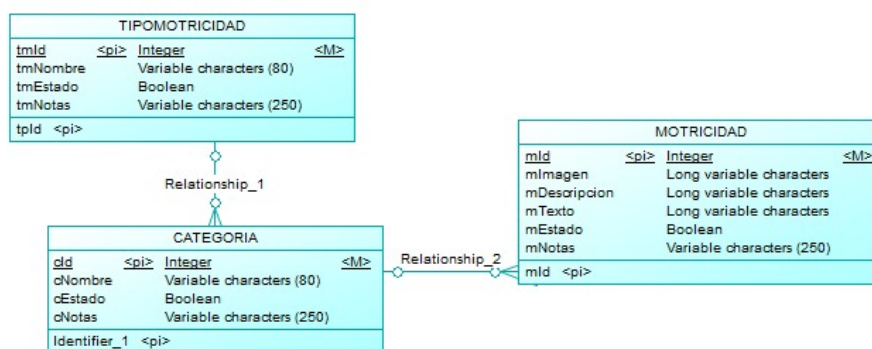 TIPOMOTRICIDAD
tmId <pi> Integer <M>
tmNombre Variable characters (80)
tmEstado Boolean
tmNotas Variable characters (250)
tpId <pi>
Relationship_1
CATEGORIA
cId <pi> Integer <M>
cNombre Variable characters (80)
cEstado Boolean
cNotas Variable characters (250)
Identifier_1 <pi>
Relationship_2
MOTRICIDAD
mId <pi> Integer <M>
mImagen Long variable characters
mDescripcion Long variable characters
mTexto Long variable characters
mEstado Boolean
mNotas Variable characters (250)
mId <pi>